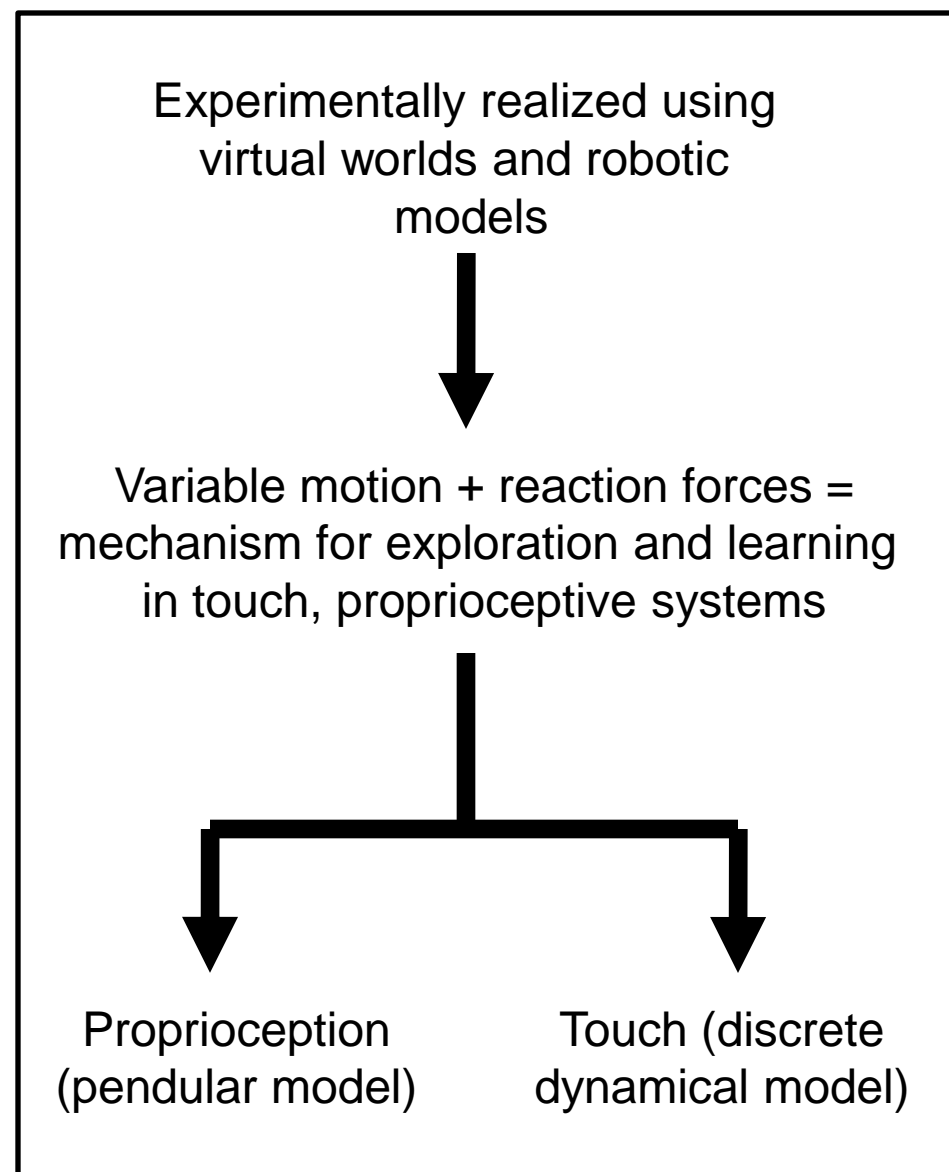 Experimentally realized using
virtual worlds and robotic
models
Variable motion + reaction forces =
mechanism for exploration and learning
in touch, proprioceptive systems
Proprioception
(pendular model)
Touch (discrete
dynamical model)